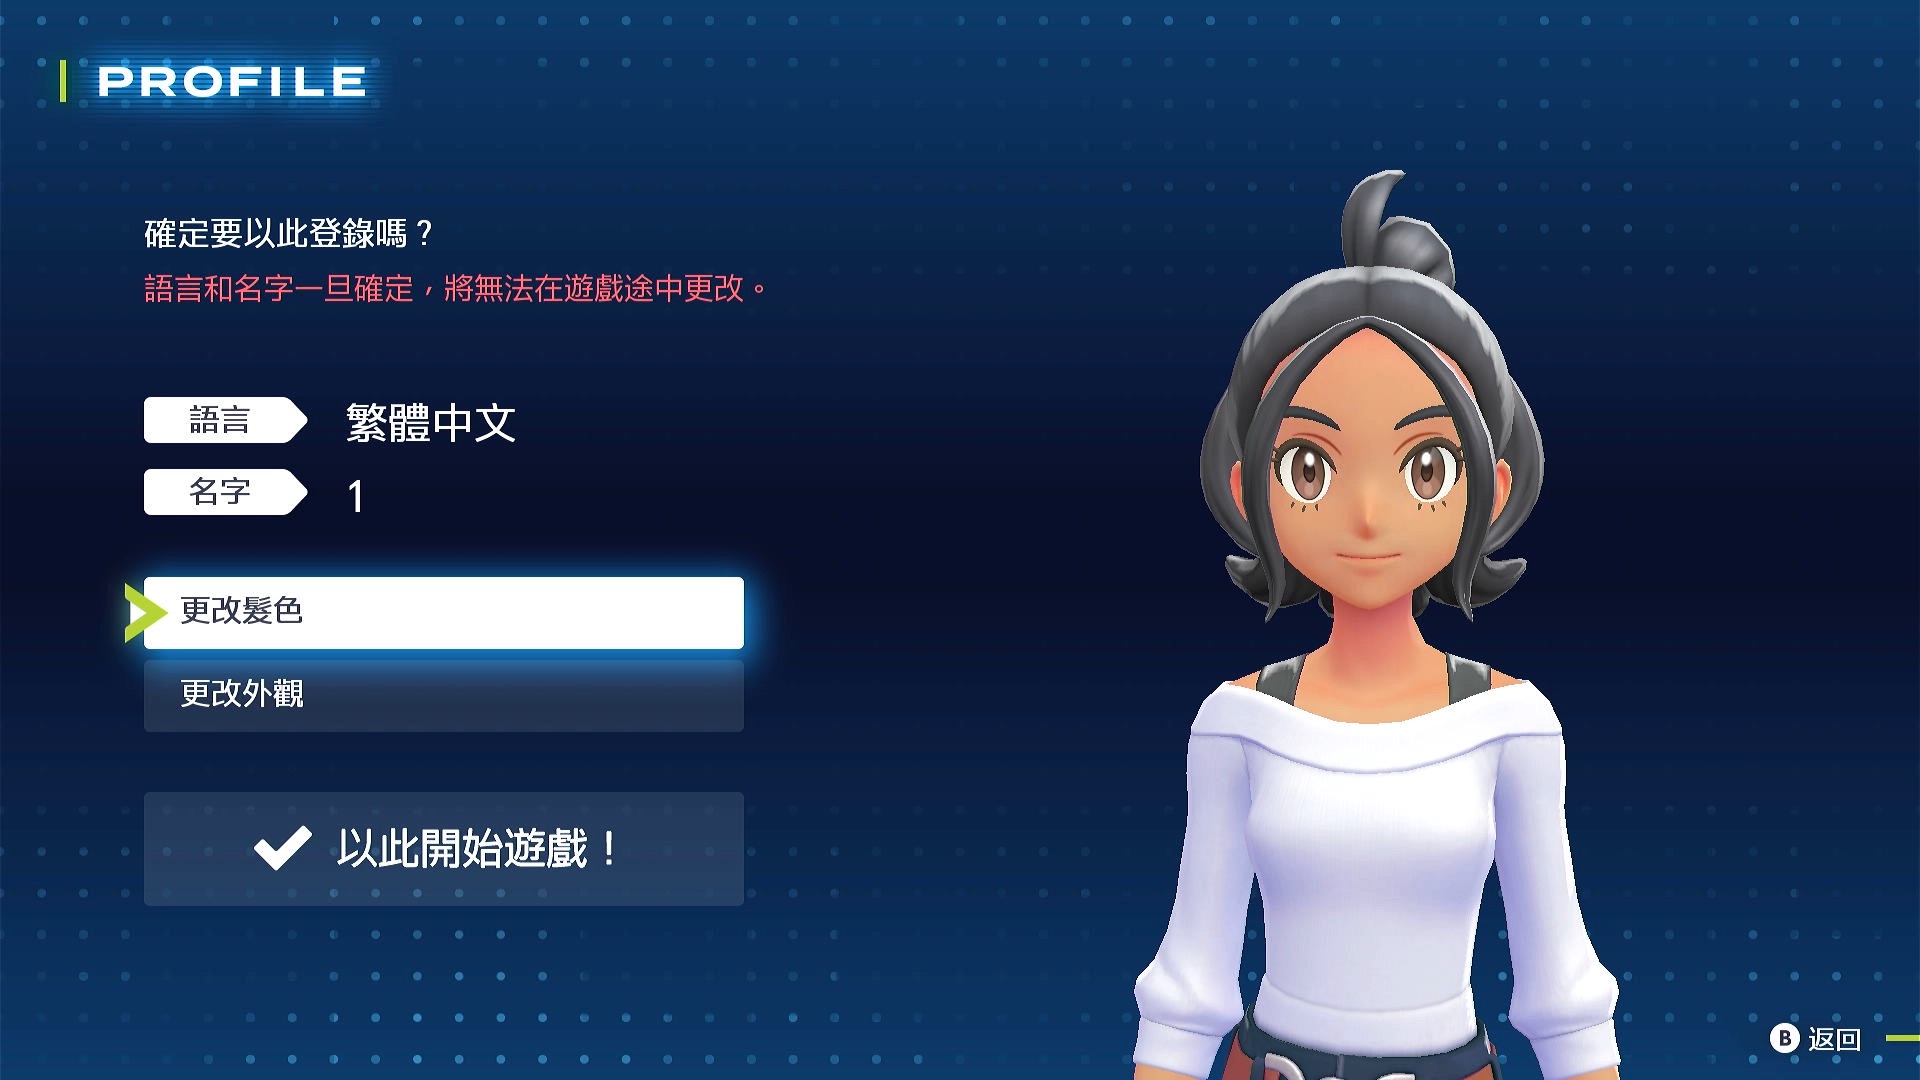 PROFILE
確定要以此登錄嗎？
語言和名字一旦確定，將無法在遊戲途中更改。
語言 繁體中文
名字 1
更改髮色
更改外觀
以此開始遊戲！
B 返回